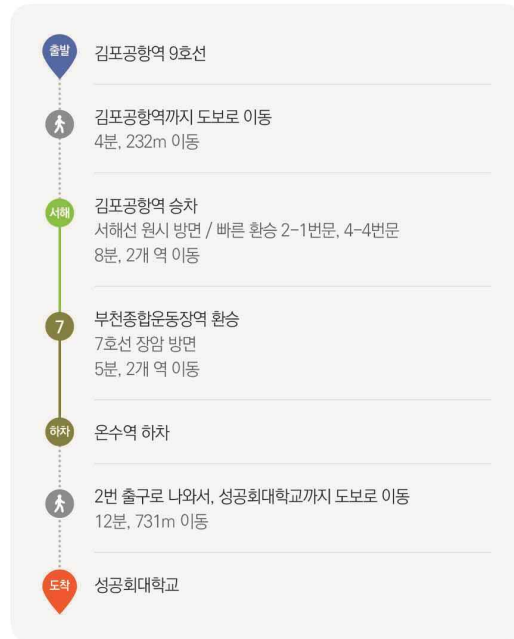 출발 김포공항역 9호선
김포공항역까지 도보로 이동
4분, 232m 이동
서해 김포공항역 승차
서해선 원시 방면 / 빠른 환승 2-1번문, 4-4번문
8분, 2개 역 이동
7 부천종합운동장역 환승
7호선 장암 방면
5분, 2개 역 이동
하차 온수역 하차
2번 출구로 나와서, 성공회대학교까지 도보로 이동
12분, 731m 이동
도착 성공회대학교